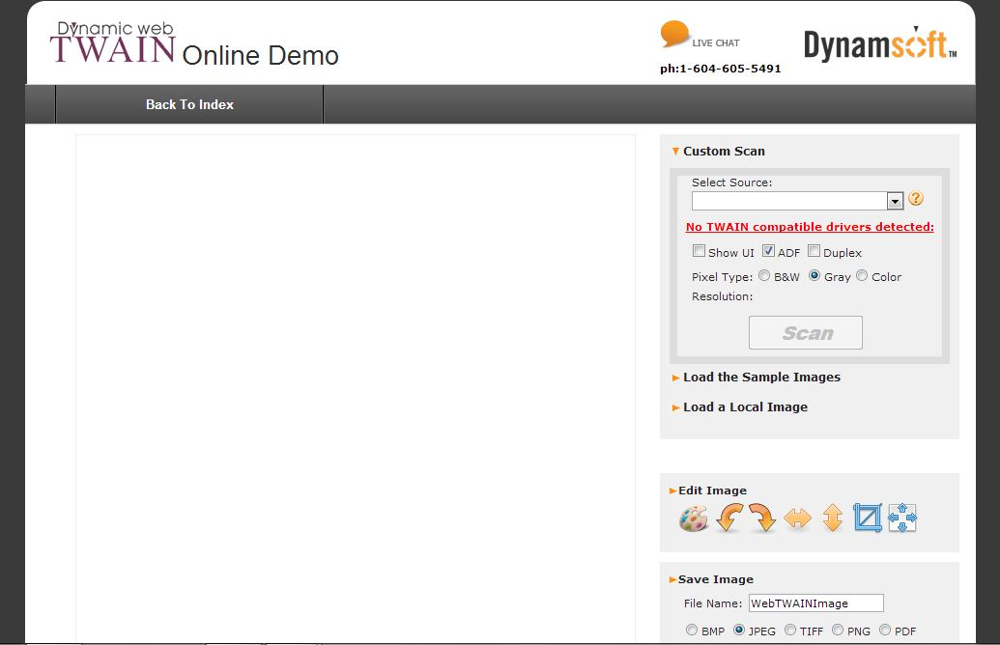 Dynamic web
TWAIN Online Demo
LIVE CHAT
ph:1-604-605-5491
Dynamsoft TM
Back To Index
Custom Scan
Select Source:
?
No TWAIN compatible drivers detected:
Show UI ADF Duplex
Pixel Type: B&W Gray Color
Resolution:
Scan
Load the Sample Images
Load a Local Image
Edit Image
Save Image
File Name: WebTWAINImage
BMP JPEG TIFF PNG PDF